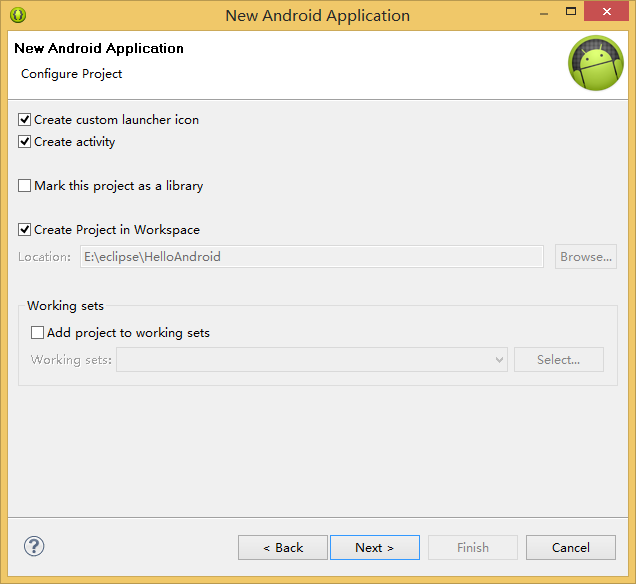 New Android Application
New Android Application
Configure Project
Create custom launcher icon
Create activity
Mark this project as a library
Create Project in Workspace
Location: E:\eclipse\HelloAndroid Browse...
Working sets
Add project to working sets
Working sets: Select...
? < Back Next > Finish Cancel